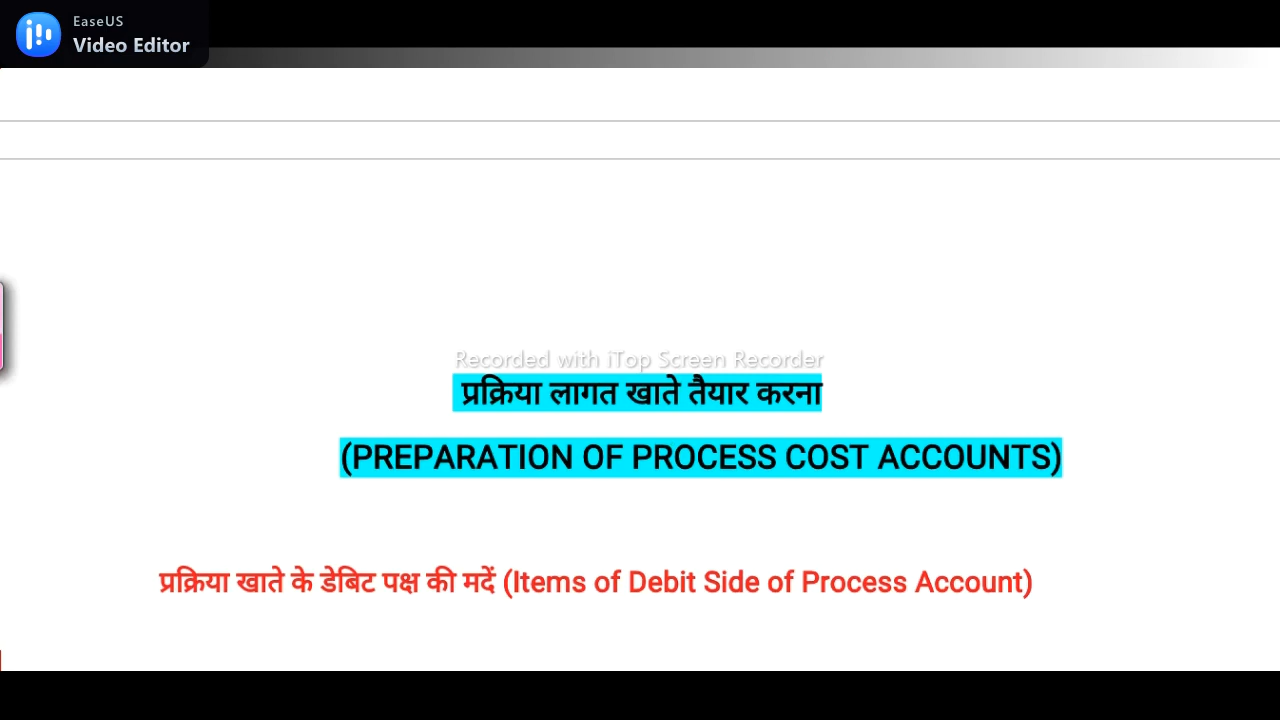 EaseUS
Video Editor
Recorded with iTop Screen Recorder
प्रक्रिया लागत खाते तैयार करना
(PREPARATION OF PROCESS COST ACCOUNTS)
प्रक्रिया खाते के डेबिट पक्ष की मदें (Items of Debit Side of Process Account)